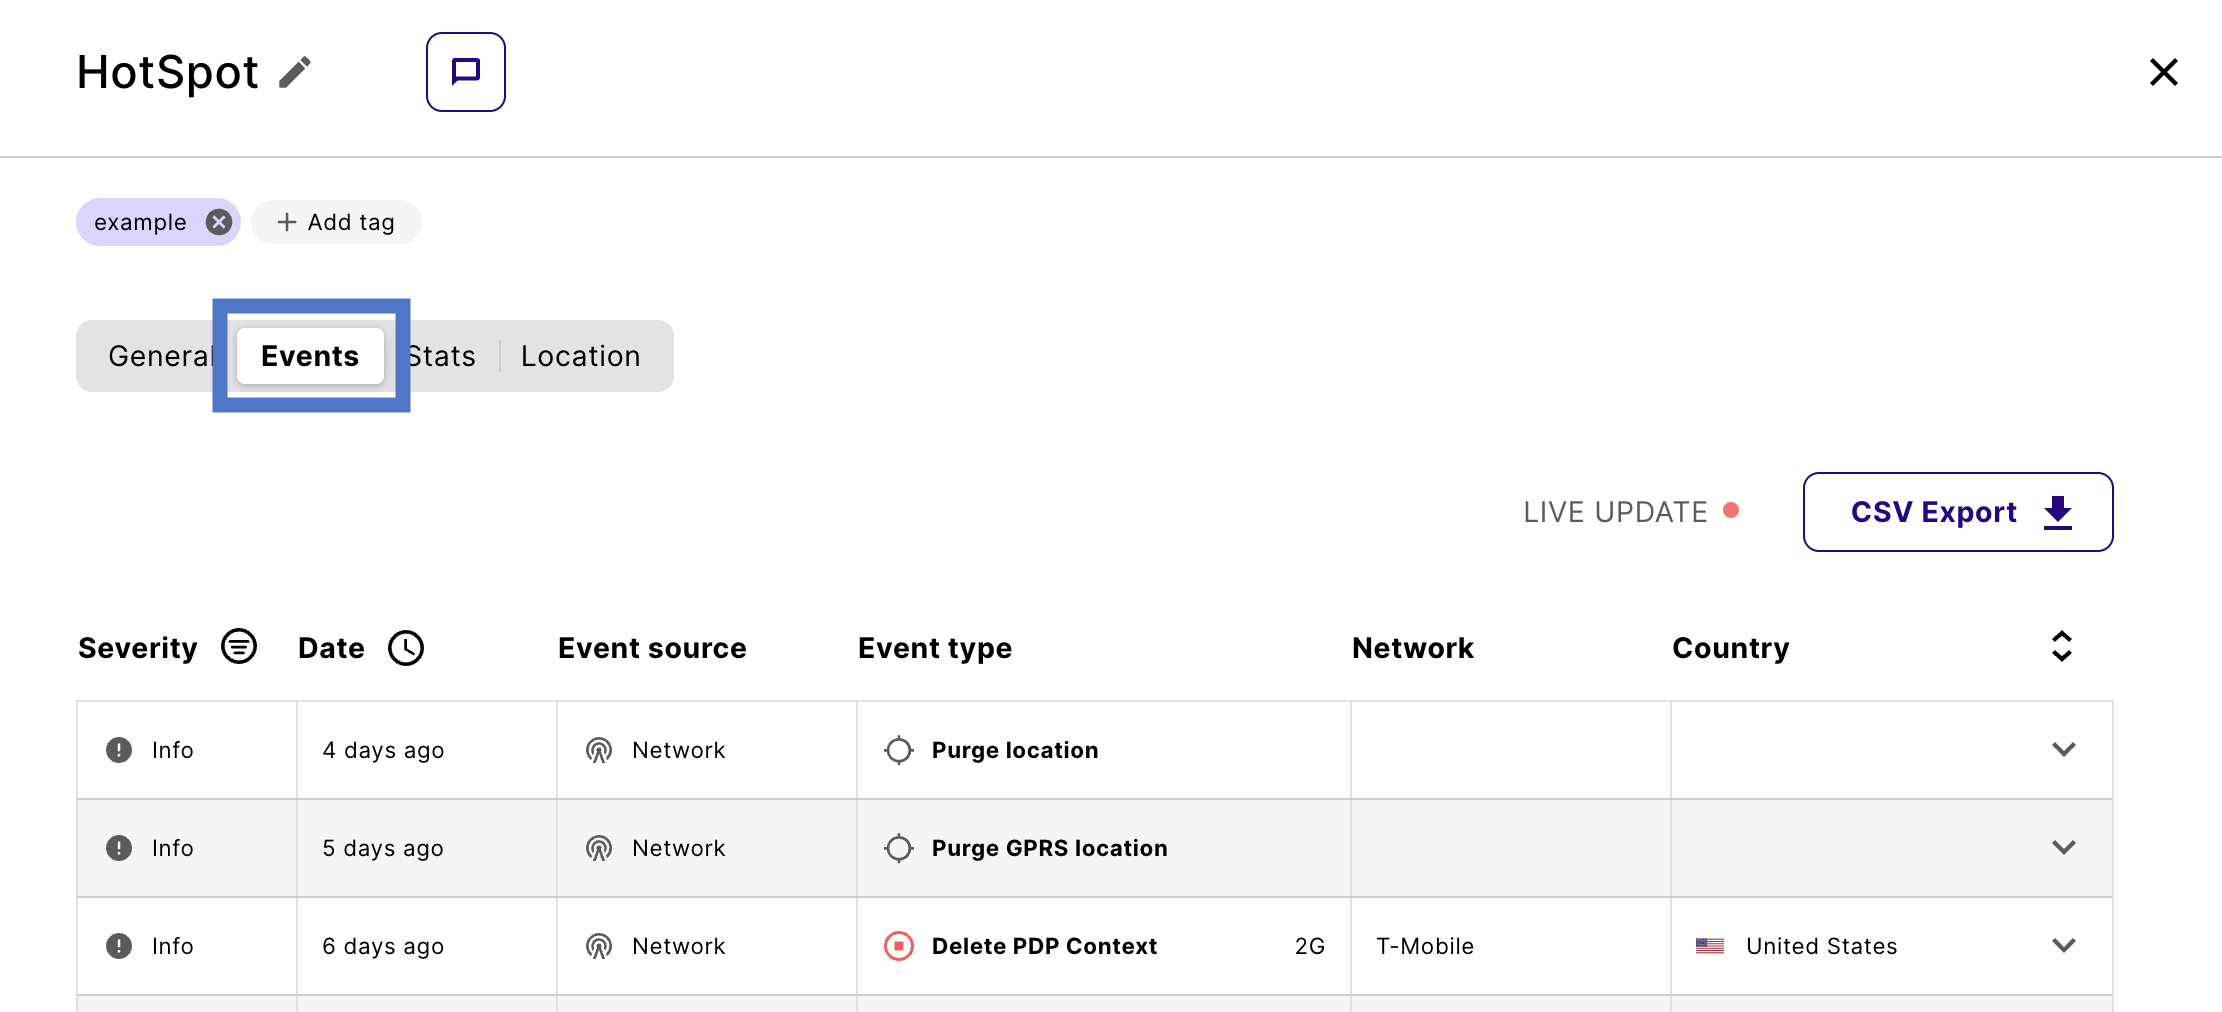 HotSpot
example Add tag
General Events Stats Location
LIVE UPDATE CSV Export
Severity Date Event source Event type Network Country
Info 4 days ago Network Purge location
Info 5 days ago Network Purge GPRS location
Info 6 days ago Network Delete PDP Context 2G T-Mobile United States